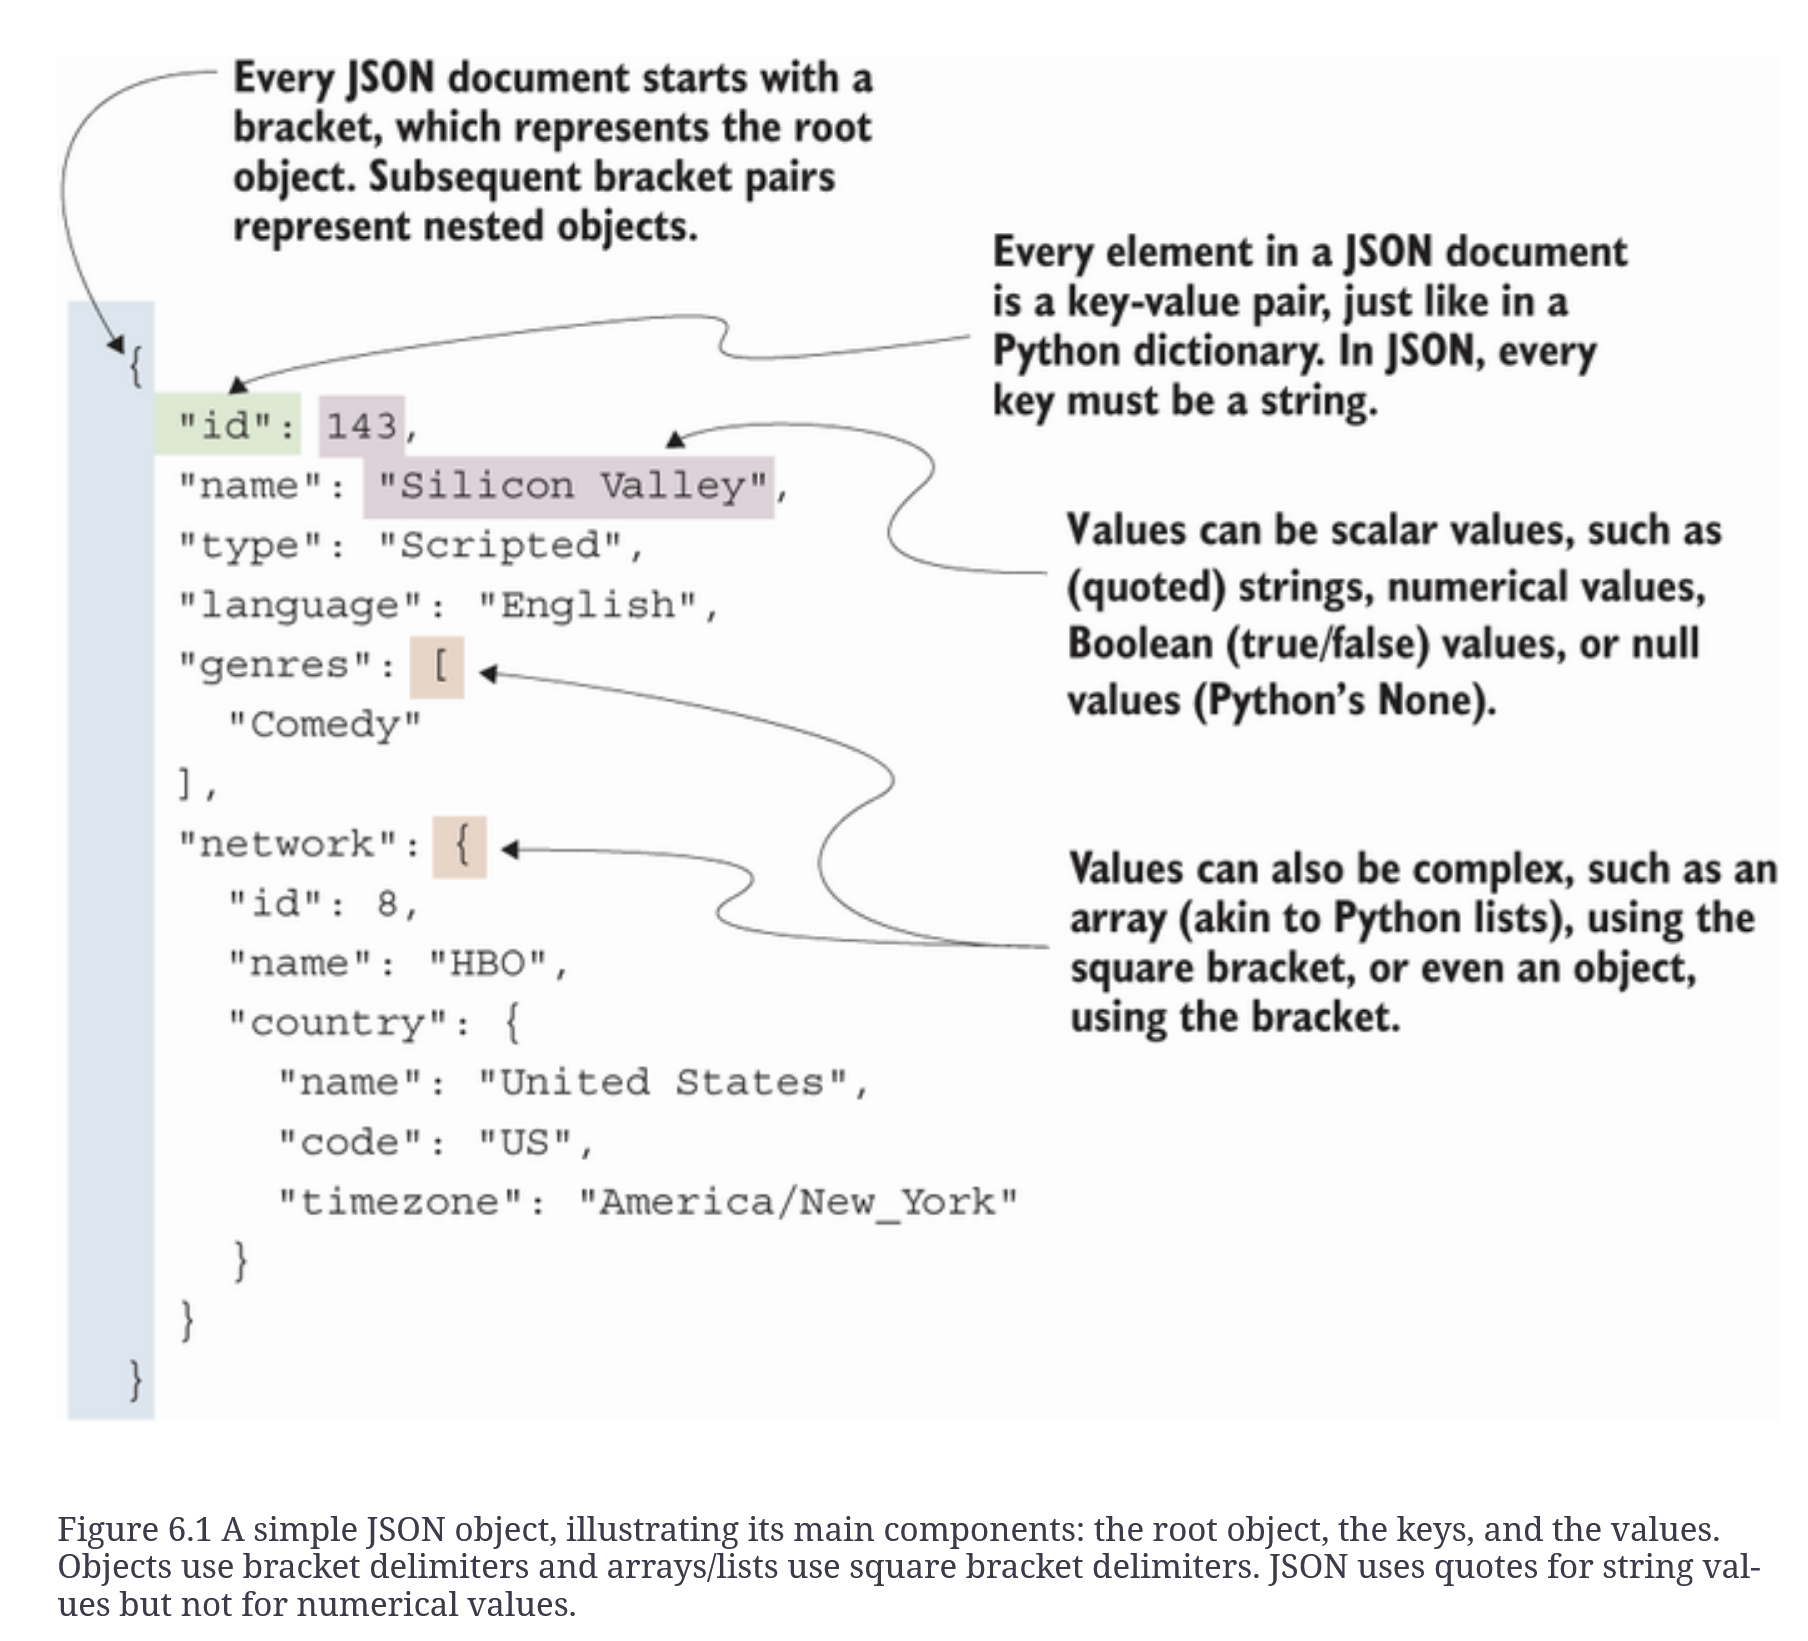 Every JSON document starts with a
bracket, which represents the root
object. Subsequent bracket pairs
represent nested objects.
Every element in a JSON document
is a key-value pair, just like in a
Python dictionary. In JSON, every
key must be a string.
{
"id": 143,
"name": "Silicon Valley",
"type": "Scripted",
"language": "English",
"genres": [
"Comedy"
],
"network": {
"id": 8,
"name": "HBO",
"country": {
"name": "United States",
"code": "US",
"timezone": "America/New_York"
}
}
}
Values can be scalar values, such as
(quoted) strings, numerical values,
Boolean (true/false) values, or null
values (Python’s None).
Values can also be complex, such as an
array (akin to Python lists), using the
square bracket, or even an object,
using the bracket.
Figure 6.1 A simple JSON object, illustrating its main components: the root object, the keys, and the values.
Objects use bracket delimiters and arrays/lists use square bracket delimiters. JSON uses quotes for string val-
ues but not for numerical values.